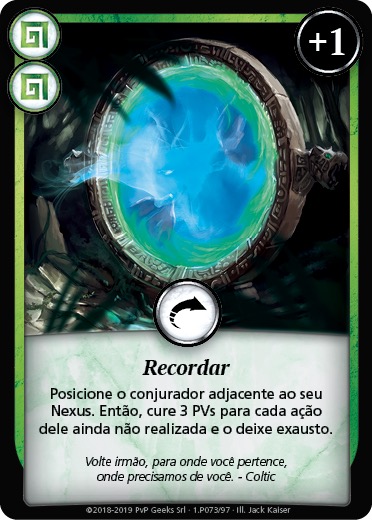 +1
Recordar
Posicione o conjurador adjacente ao seu
Nexus. Então, cure 3 PVs para cada ação
dele ainda não realizada e o deixe exausto.
Volte irmão, para onde você pertence,
onde precisamos de você. - Coltic
©2018-2019 PvP Geeks Srl · 1.P073/97 · Ill. Jack Kaiser